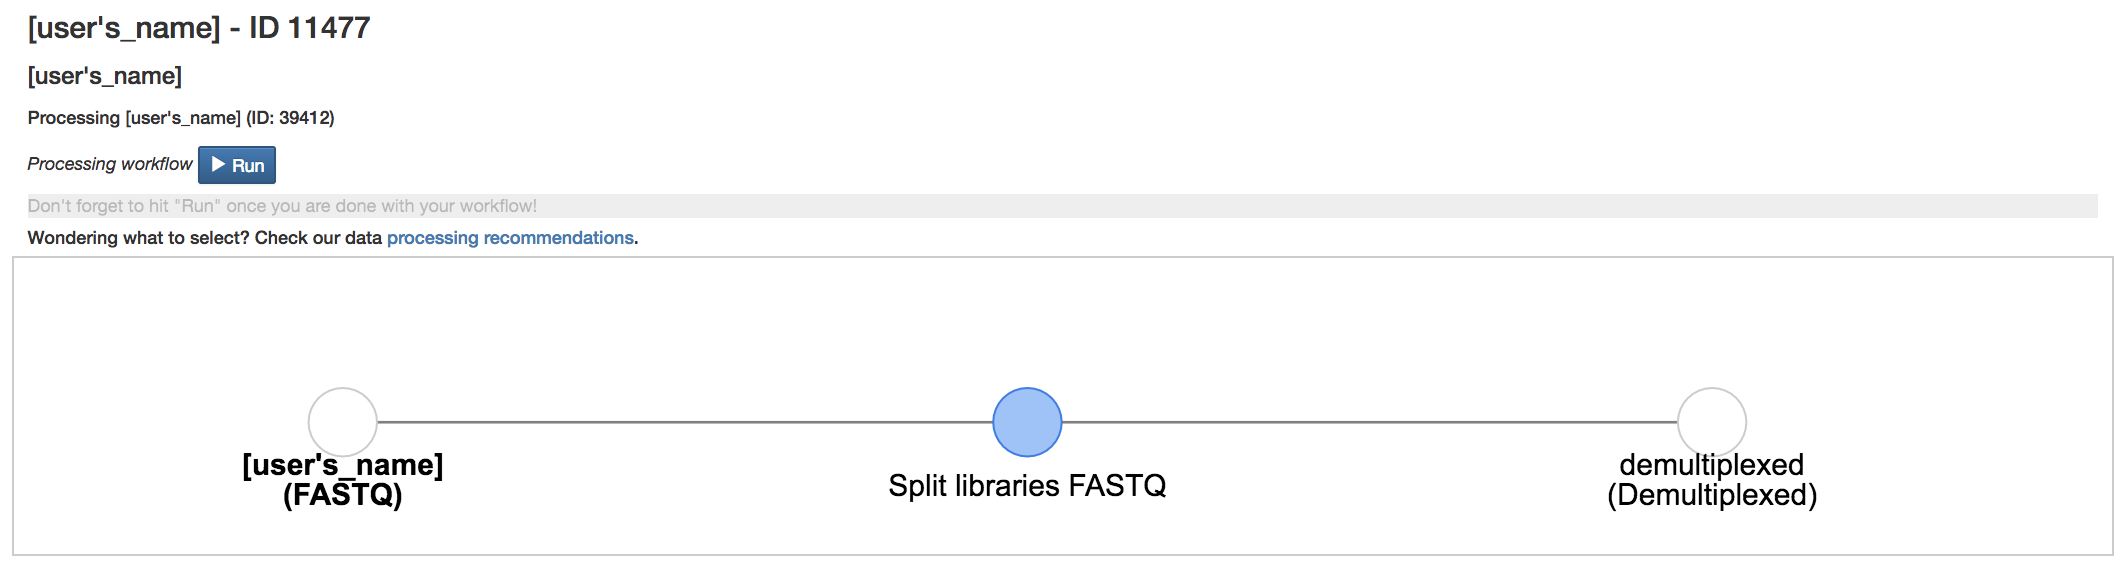 [user's_name] - ID 11477
[user's_name]
Processing [user's_name] (ID: 39412)
Processing workflow Run
Don't forget to hit "Run" once you are done with your workflow!
Wondering what to select? Check our data processing recommendations.
[user's_name]
(FASTQ)
Split libraries FASTQ
demultiplexed
(Demultiplexed)